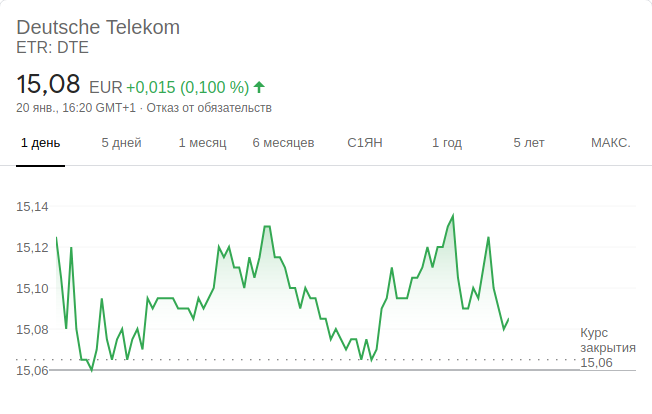 Deutsche Telekom
ETR: DTE
15,08 EUR +0,015 (0,100 %)
20 янв., 16:20 GMT+1 · Отказ от обязательств
1 день 5 дней 1 месяц 6 месяцев С1ЯН 1 год 5 лет МАКС.
15,14
15,12
15,10
15,08
15,06
Курс
закрытия
15,06